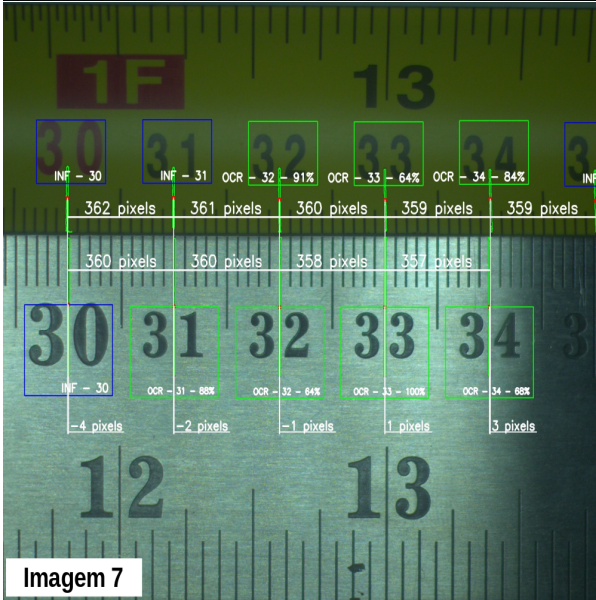 1F 13
30 31 32 33 34 3
INF - 30 INF - 31 OCR - 32 - 91% OCR - 33 - 64% OCR - 34 - 84% INF
362 pixels 361 pixels 360 pixels 359 pixels 359 pixels
360 pixels 360 pixels 358 pixels 357 pixels
30 31 32 33 34 3
INF - 30 OCR - 31 - 88% OCR - 32 - 64% OCR - 33 - 100% OCR - 34 - 68%
-4 pixels -2 pixels -1 pixels 1 pixels 3 pixels
12 13
Imagem 7